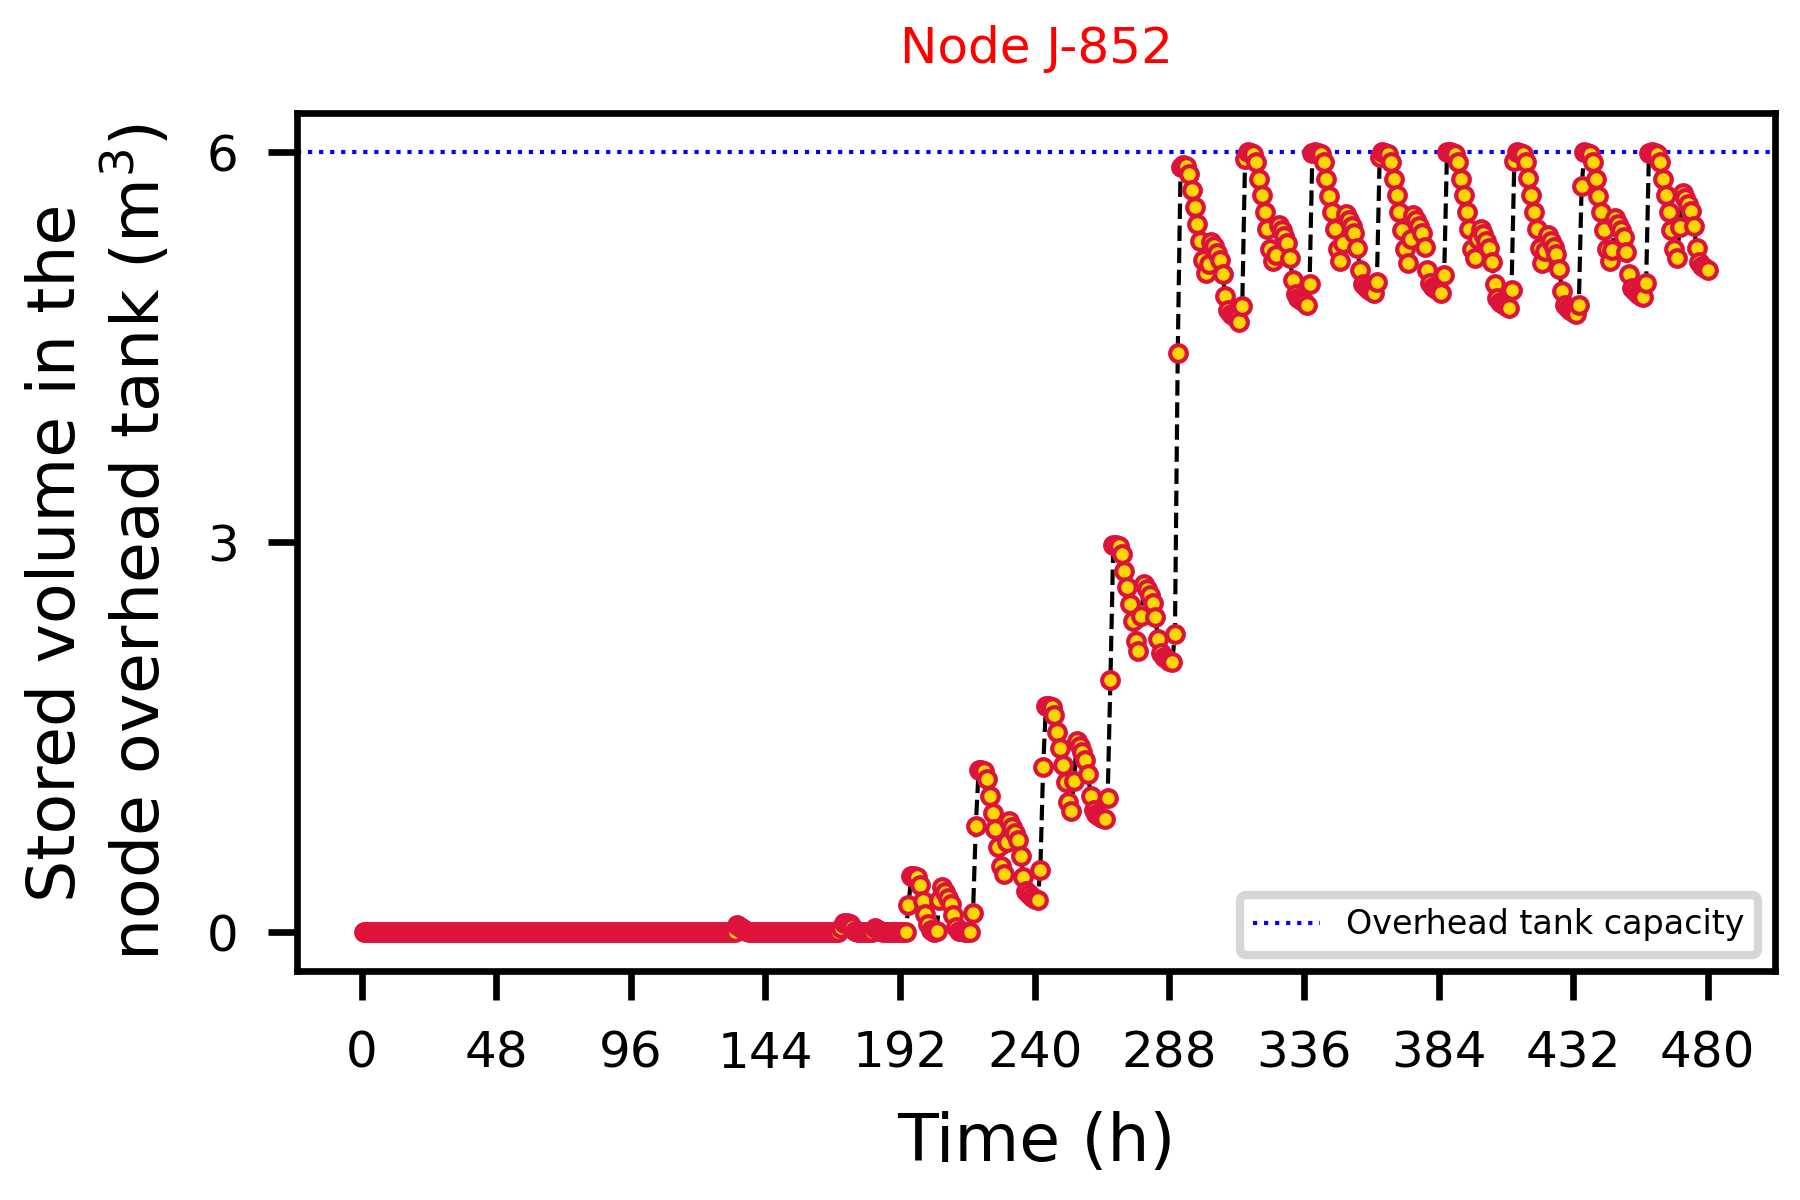 Node J-852
Stored volume in the
node overhead tank (m³)
6
3
0
Overhead tank capacity
0 48 96 144 192 240 288 336 384 432 480
Time (h)